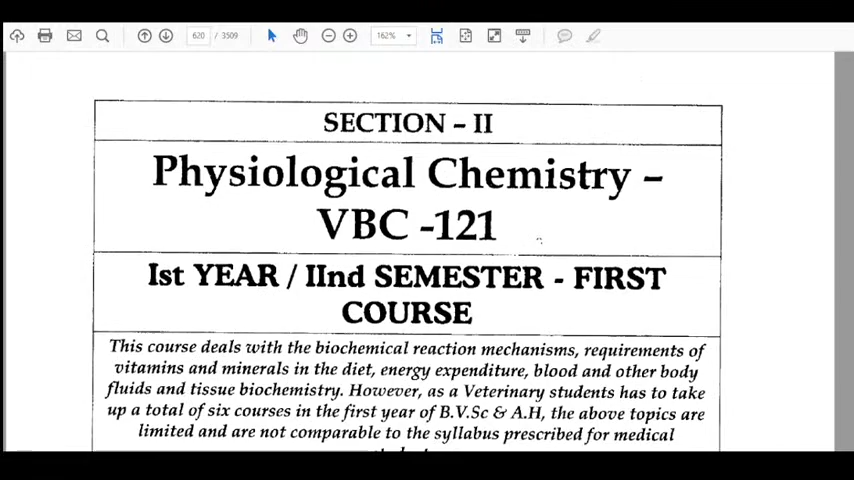 620 / 3509
162%
SECTION – II
Physiological Chemistry –
VBC -121
Ist YEAR / IInd SEMESTER - FIRST
COURSE
This course deals with the biochemical reaction mechanisms, requirements of
vitamins and minerals in the diet, energy expenditure, blood and other body
fluids and tissue biochemistry. However, as a Veterinary students has to take
up a total of six courses in the first year of B.V.Sc & A.H, the above topics are
limited and are not comparable to the syllabus prescribed for medical